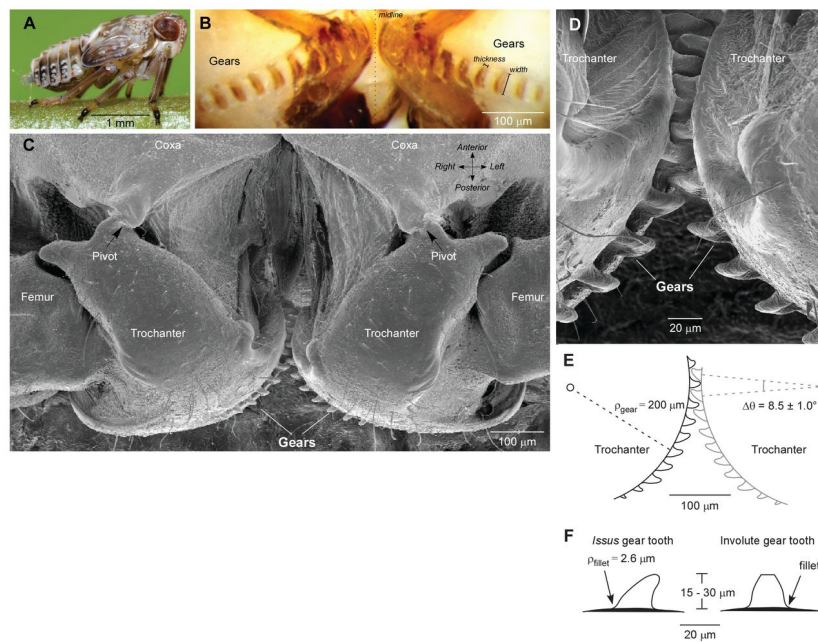 A
1 mm
B
midline
Gears
Gears
thickness
width
100 μm
C
Coxa
Coxa
Anterior
Right
Left
Posterior
Pivot
Pivot
Femur
Femur
Trochanter
Trochanter
Gears
100 μm
D
Trochanter
Trochanter
Gears
20 μm
E
ρgear = 200 μm
Δθ = 8.5 ± 1.0°
Trochanter
Trochanter
100 μm
F
Issus gear tooth
Involute gear tooth
ρfillet = 2.6 μm
fillet
15 - 30 μm
20 μm